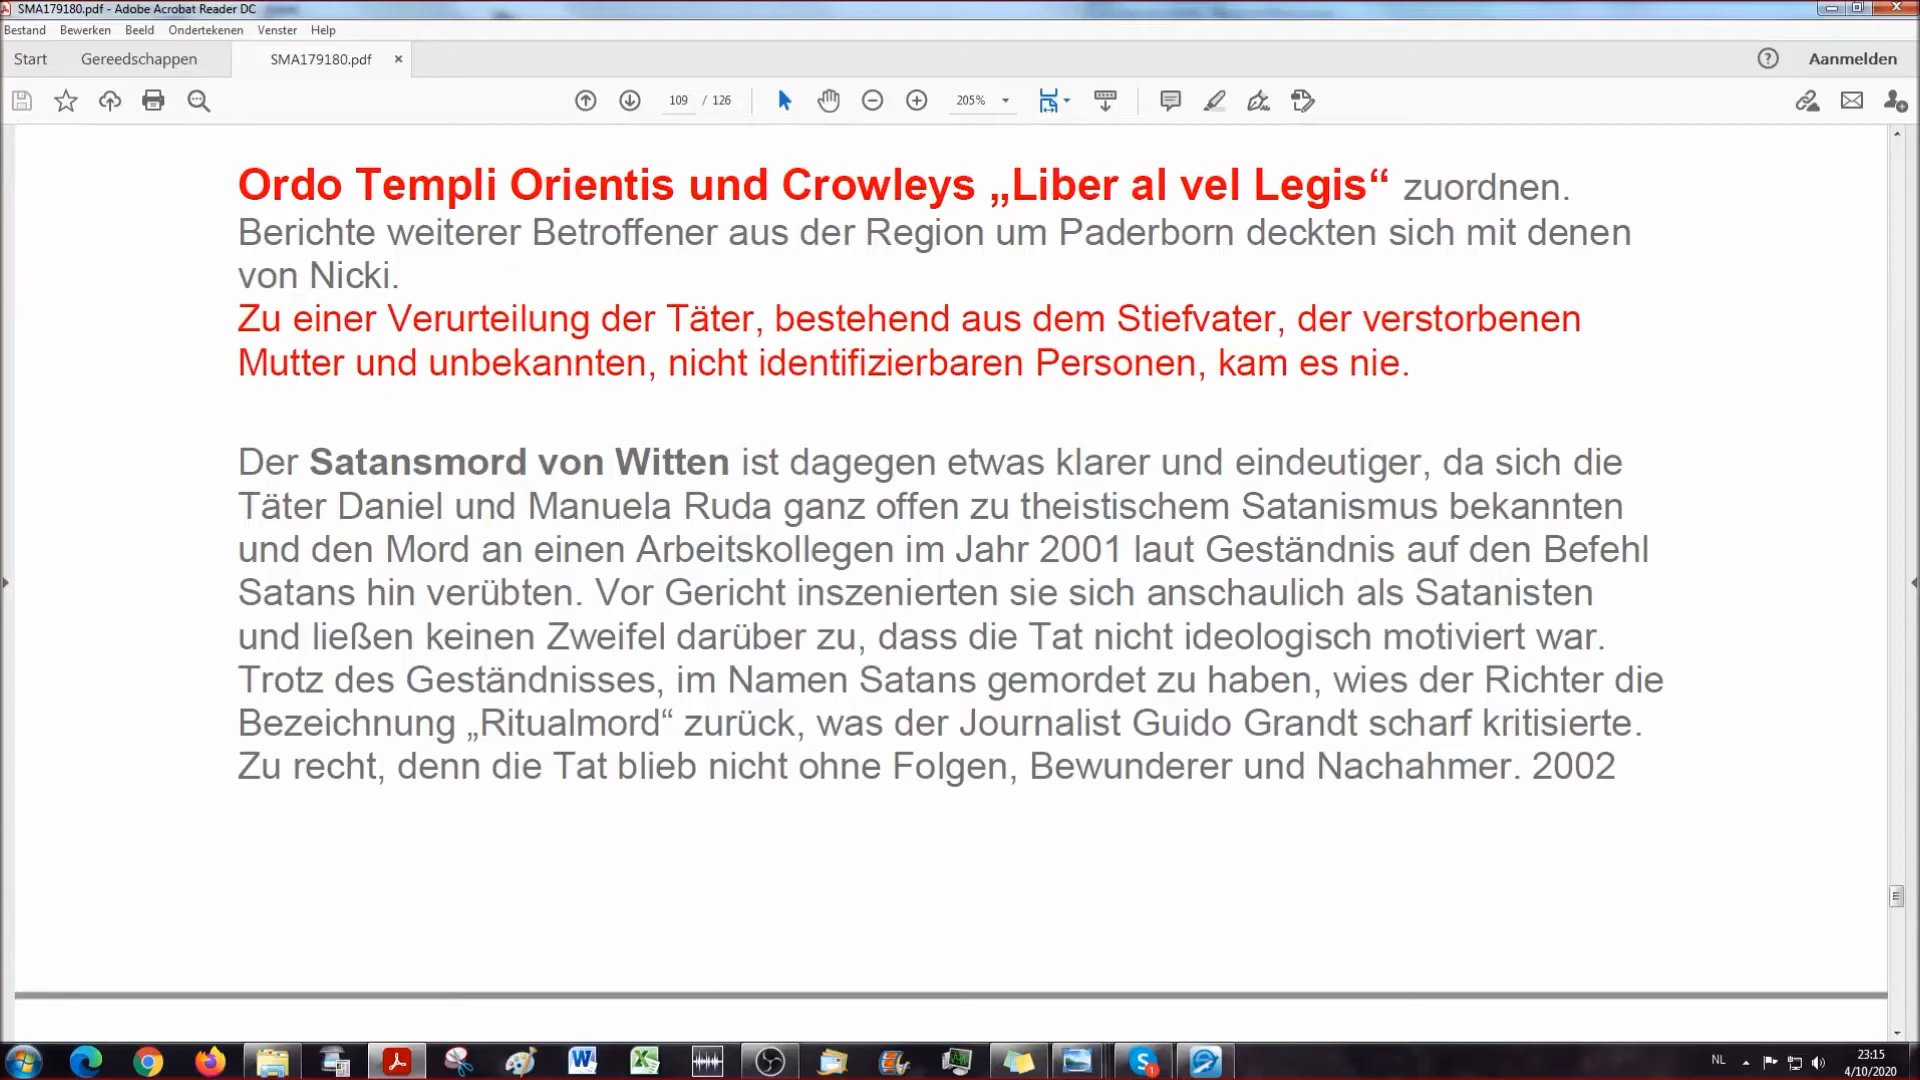 SMA179180.pdf - Adobe Acrobat Reader DC
Bestand Bewerken Beeld Ondertekenen Venster Help
Start Gereedschappen SMA179180.pdf × Aanmelden
109 / 126 205%
Ordo Templi Orientis und Crowleys „Liber al vel Legis“ zuordnen.
Berichte weiterer Betroffener aus der Region um Paderborn deckten sich mit denen
von Nicki.
Zu einer Verurteilung der Täter, bestehend aus dem Stiefvater, der verstorbenen
Mutter und unbekannten, nicht identifizierbaren Personen, kam es nie.
Der Satansmord von Witten ist dagegen etwas klarer und eindeutiger, da sich die
Täter Daniel und Manuela Ruda ganz offen zu theistischem Satanismus bekannten
und den Mord an einen Arbeitskollegen im Jahr 2001 laut Geständnis auf den Befehl
Satans hin verübten. Vor Gericht inszenierten sie sich anschaulich als Satanisten
und ließen keinen Zweifel darüber zu, dass die Tat nicht ideologisch motiviert war.
Trotz des Geständnisses, im Namen Satans gemordet zu haben, wies der Richter die
Bezeichnung „Ritualmord“ zurück, was der Journalist Guido Grandt scharf kritisierte.
Zu recht, denn die Tat blieb nicht ohne Folgen, Bewunderer und Nachahmer. 2002
NL
23:15
4/10/2020